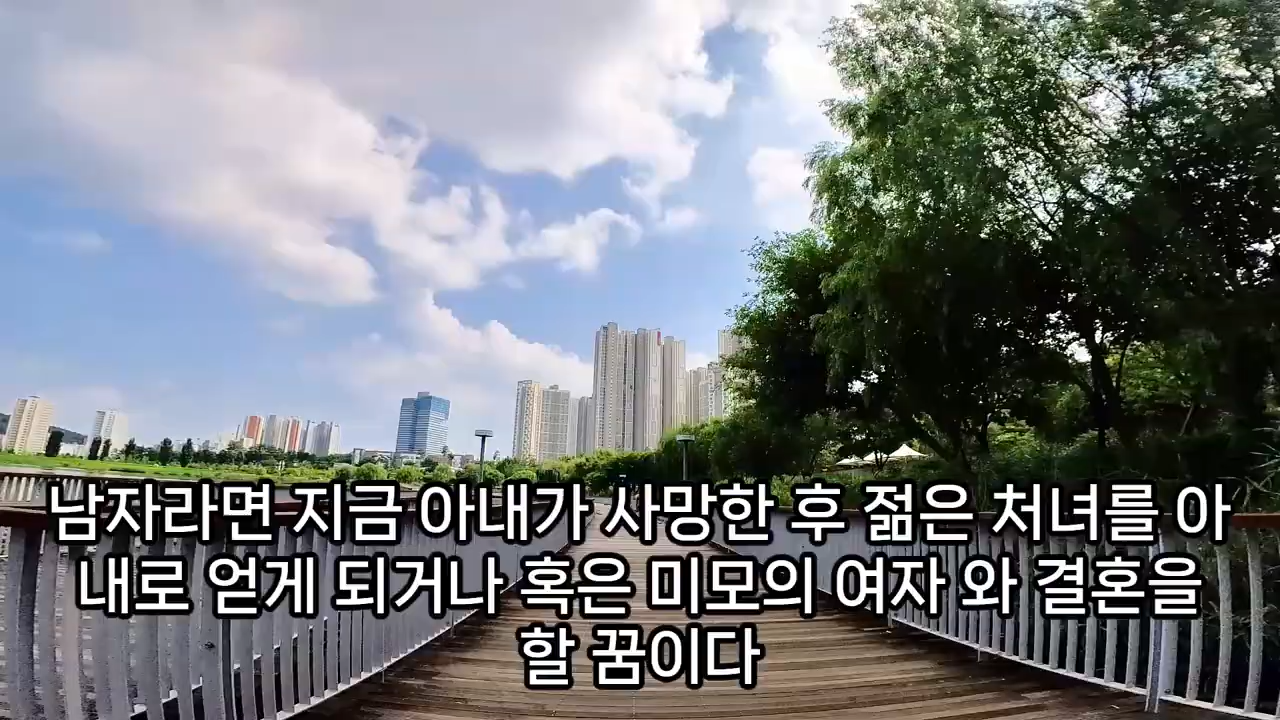 남자라면 지금 아내가 사망한 후 젊은 처녀를 아
내로 얻게 되거나 혹은 미모의 여자 와 결혼을
할 꿈이다